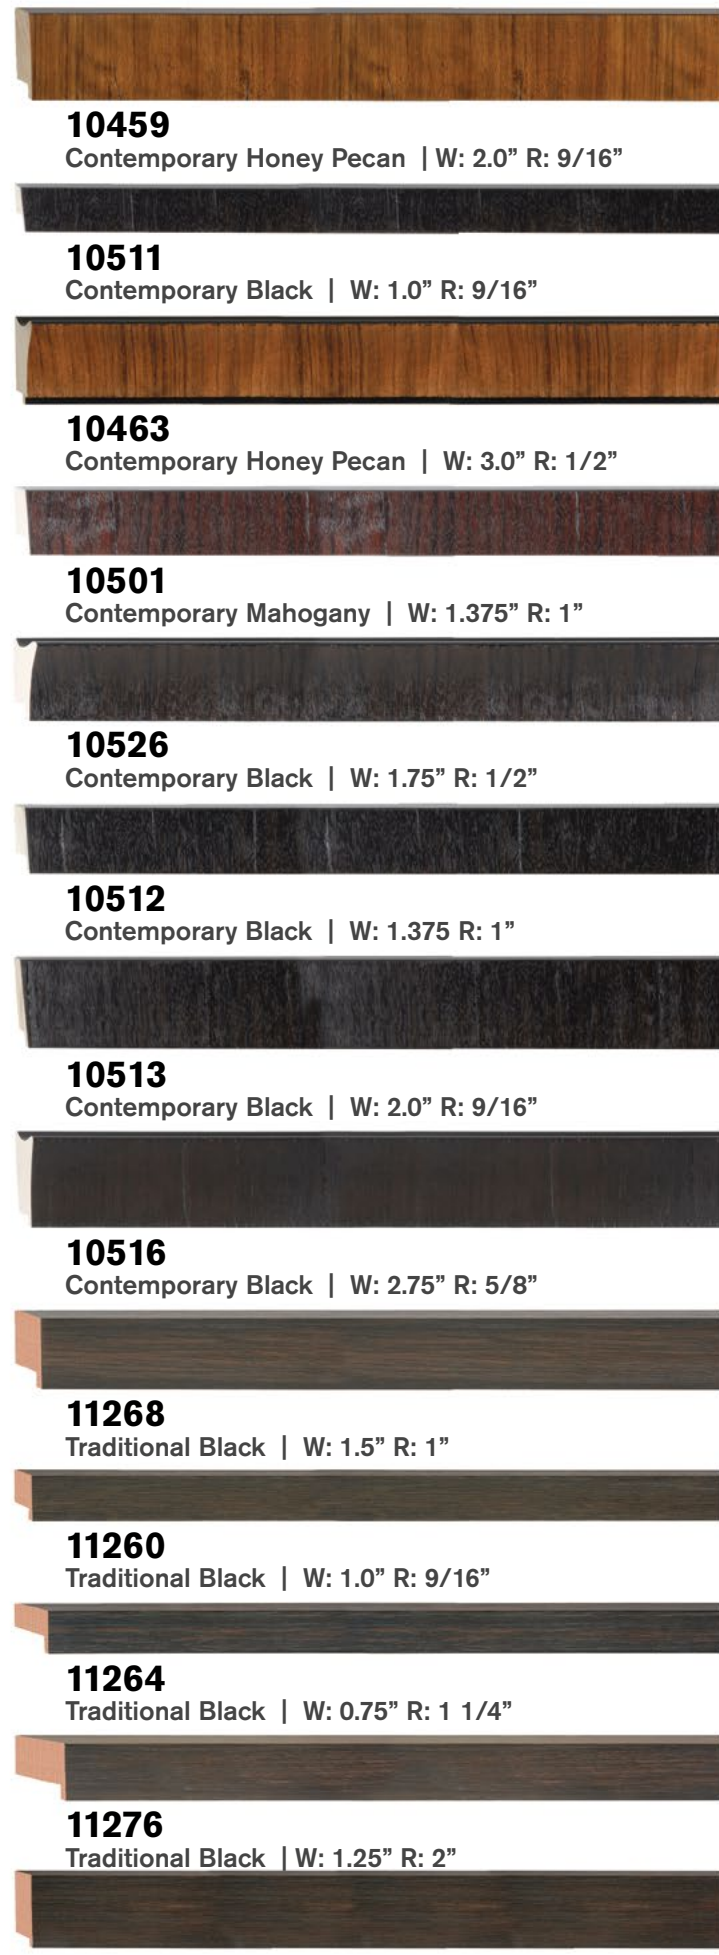 10459
Contemporary Honey Pecan | W: 2.0” R: 9/16”
10511
Contemporary Black | W: 1.0” R: 9/16”
10463
Contemporary Honey Pecan | W: 3.0” R: 1/2”
10501
Contemporary Mahogany | W: 1.375” R: 1”
10526
Contemporary Black | W: 1.75” R: 1/2”
10512
Contemporary Black | W: 1.375 R: 1”
10513
Contemporary Black | W: 2.0” R: 9/16”
10516
Contemporary Black | W: 2.75” R: 5/8”
11268
Traditional Black | W: 1.5” R: 1”
11260
Traditional Black | W: 1.0” R: 9/16”
11264
Traditional Black | W: 0.75” R: 1 1/4”
11276
Traditional Black | W: 1.25” R: 2”